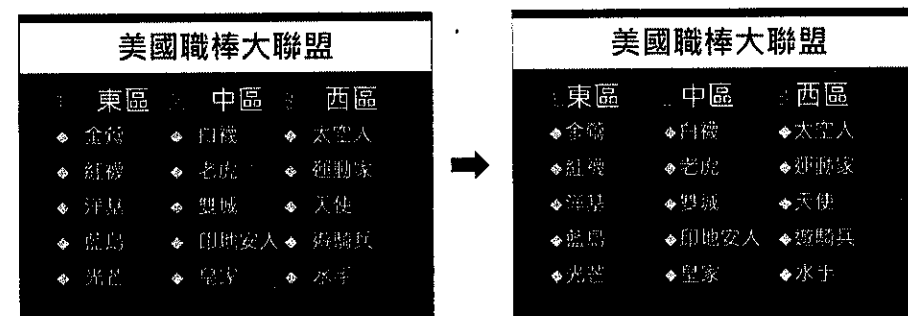 美國職棒大聯盟
東區 中區 西區
金鶯 白襪 太空人
紅襪 老虎 運動家
洋基 雙城 天使
藍鳥 印地安人 遊騎兵
光芒 皇家 水手
美國職棒大聯盟
東區 中區 西區
金鶯 白襪 太空人
紅襪 老虎 運動家
洋基 雙城 天使
藍鳥 印地安人 遊騎兵
光芒 皇家 水手